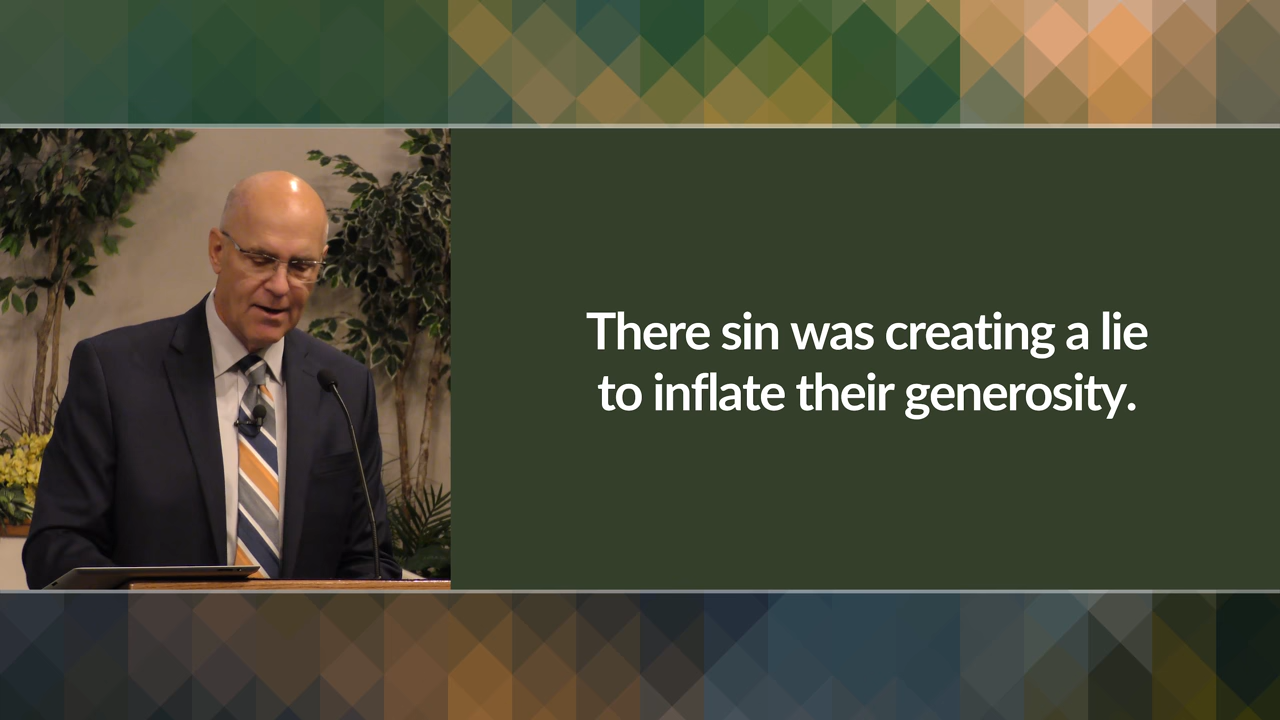 There sin was creating a lie
to inflate their generosity.